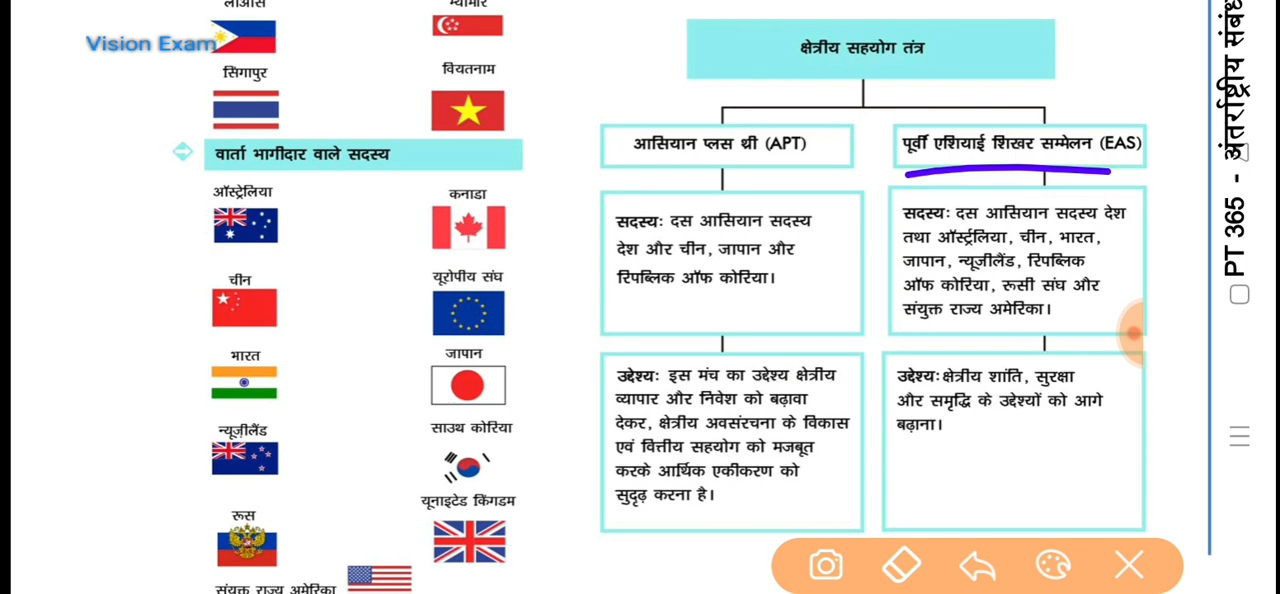 लाओस
म्यांमार
Vision Exam
सिंगापुर
वियतनाम
वार्ता भागीदार वाले सदस्य
ऑस्ट्रेलिया
कनाडा
चीन
यूरोपीय संघ
भारत
जापान
न्यूज़ीलैंड
साउथ कोरिया
रूस
यूनाइटेड किंगडम
संयुक्त राज्य अमेरिका
क्षेत्रीय सहयोग तंत्र
आसियान प्लस थ्री (APT)
सदस्यः दस आसियान सदस्य
देश और चीन, जापान और
रिपब्लिक ऑफ कोरिया।
उद्देश्यः इस मंच का उद्देश्य क्षेत्रीय
व्यापार और निवेश को बढ़ावा
देकर, क्षेत्रीय अवसंरचना के विकास
एवं वित्तीय सहयोग को मजबूत
करके आर्थिक एकीकरण को
सुदृढ़ करना है।
पूर्वी एशियाई शिखर सम्मेलन (EAS)
सदस्यः दस आसियान सदस्य देश
तथा ऑस्ट्रेलिया, चीन, भारत,
जापान, न्यूजीलैंड, रिपब्लिक
ऑफ कोरिया, रूसी संघ और
संयुक्त राज्य अमेरिका।
उद्देश्यःक्षेत्रीय शांति, सुरक्षा
और समृद्धि के उद्देश्यों को आगे
बढ़ाना।
PT 365 - अंतर्राष्ट्रीय संबंध